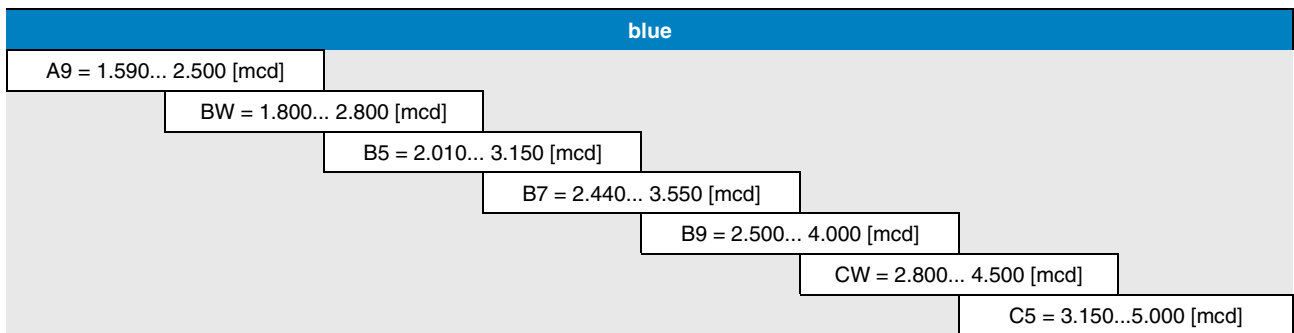 blue
A9 = 1.590... 2.500 [mcd]
BW = 1.800... 2.800 [mcd]
B5 = 2.010... 3.150 [mcd]
B7 = 2.440... 3.550 [mcd]
B9 = 2.500... 4.000 [mcd]
CW = 2.800... 4.500 [mcd]
C5 = 3.150...5.000 [mcd]